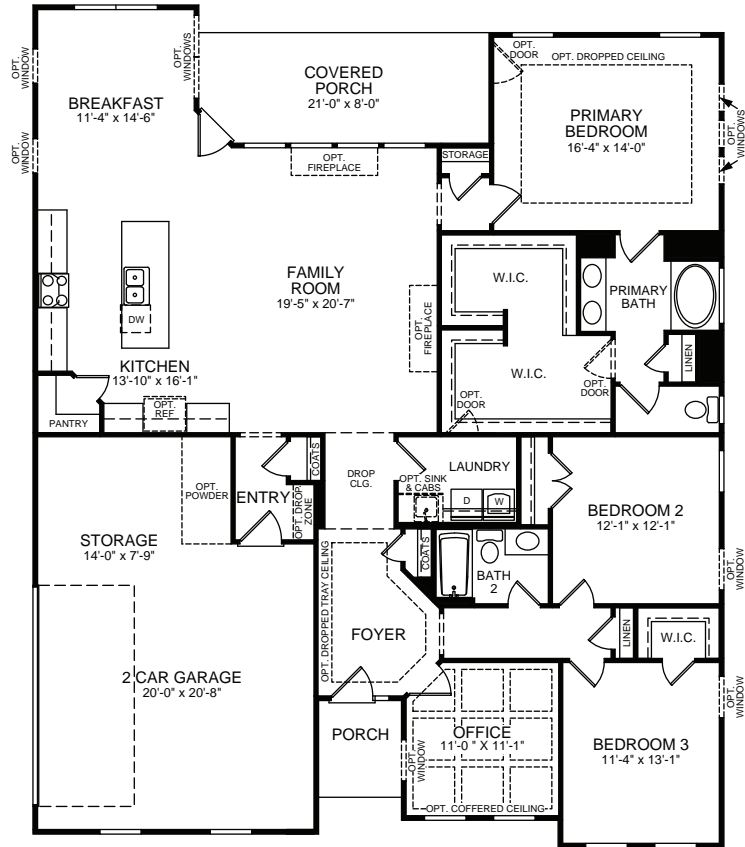 OPT.
WINDOW
OPT.
WINDOWS
BREAKFAST
11'-4" x 14'-6"
OPT.
WINDOW
COVERED
PORCH
21'-0" x 8'-0"
OPT.
FIREPLACE
OPT.
DOOR
OPT. DROPPED CEILING
PRIMARY
BEDROOM
16'-4" x 14'-0"
OPT.
WINDOWS
STORAGE
W.I.C.
PRIMARY
BATH
FAMILY
ROOM
19'-5" x 20'-7"
OPT.
FIREPLACE
DW
KITCHEN
13'-10" x 16'-1"
OPT.
REF.
PANTRY
W.I.C.
OPT.
DOOR
OPT.
DOOR
LINEN
OPT.
POWDER
ENTRY
COATS
OPT. DROP
ZONE
DROP
CLG.
LAUNDRY
OPT. SINK
& CABS
D
W
BEDROOM 2
12'-1" x 12'-1"
OPT.
WINDOW
STORAGE
14'-0" x 7'-9"
OPT. DROPPED TRAY CEILING
COATS
BATH
2
FOYER
LINEN
W.I.C.
2 CAR GARAGE
20'-0" x 20'-8"
PORCH
OPT.
WINDOW
OFFICE
11'-0 " X 11'-1"
OPT. COFFERED CEILING
BEDROOM 3
11'-4" x 13'-1"
OPT.
WINDOW